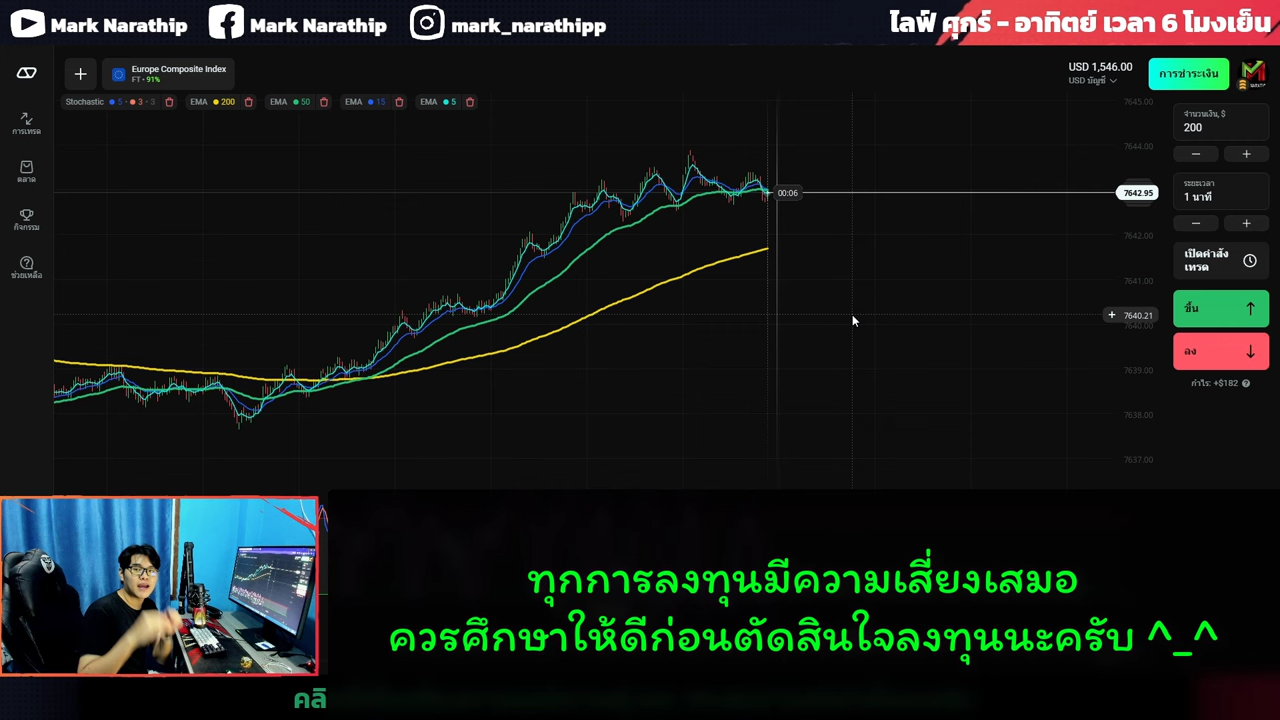 Mark Narathip
Mark Narathip
mark_narathipp
ไลฟ์ ศุกร์ - อาทิตย์ เวลา 6 โมงเย็น
Europe Composite Index
FT • 91%
USD 1,546.00
USD บัญชี
การชำระเงิน
Stochastic 5 • 3 • 3
EMA 200
EMA 50
EMA 15
EMA 5
การเทรด
ตลาด
กิจกรรม
ช่วยเหลือ
7645.00
7644.00
7642.95
7642.00
7641.00
7640.21
7640.00
7639.00
7638.00
7637.00
00:06
จำนวนเงิน, $
200
ระยะเวลา
1 นาที
เปิดคำสั่ง
เทรด
ขึ้น
ลง
กำไร: +$182
ทุกการลงทุนมีความเสี่ยงเสมอ
ควรศึกษาให้ดีก่อนตัดสินใจลงทุนนะครับ ^_^
คลิ